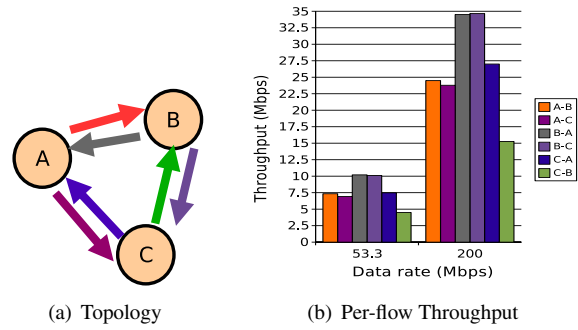 A
B
C
(a) Topology
Throughput (Mbps)
35
32.5
30
27.5
25
22.5
20
17.5
15
12.5
10
7.5
5
2.5
0
53.3
200
Data rate (Mbps)
A-B
A-C
B-A
B-C
C-A
C-B
(b) Per-flow Throughput